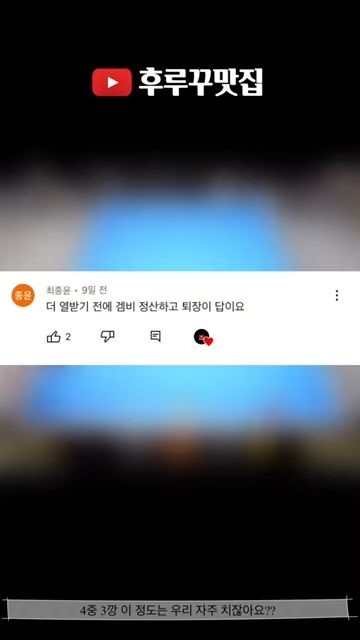 후루꾸맛집
종윤
최종윤 • 9일 전
더 열받기 전에 겜비 정산하고 퇴장이 답이요
2
4중 3깡 이 정도는 우리 자주 치잖아요??